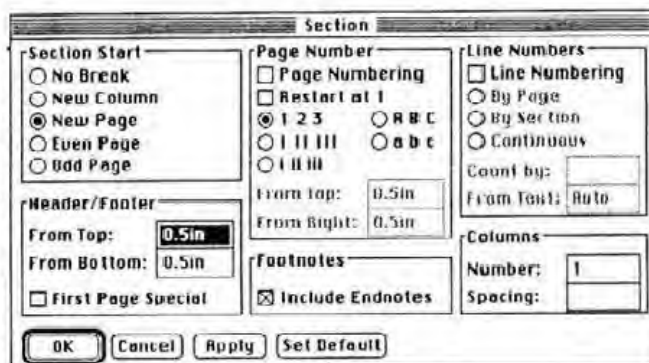 Section
Section Start
No Break
New Column
New Page
Even Page
Odd Page
Header/Footer
From Top: 0.5in
From Bottom: 0.5in
First Page Special
Page Number
Page Numbering
Restart at 1
1 2 3 A B C
I II III a b c
i ii iii
From Top: 0.5in
From Right: 0.5in
Footnotes
Include Endnotes
Line Numbers
Line Numbering
By Page
By Section
Continuous
Count by:
From Text: Auto
Columns
Number: 1
Spacing:
OK Cancel Apply Set Default